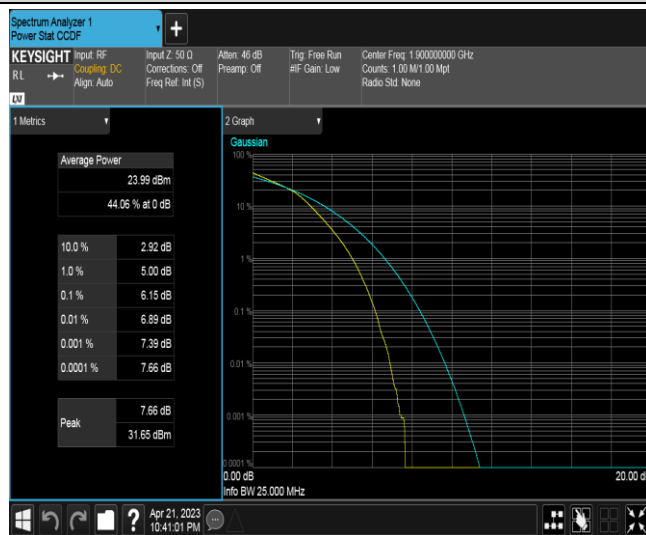 Spectrum Analyzer 1
Power Stat CCDF
KEYSIGHT
RL
LXI
Input: RF
Coupling: DC
Align: Auto
Input Z: 50 Ω
Corrections: Off
Freq Ref: Int (S)
Atten: 46 dB
Preamp: Off
Trig: Free Run
#IF Gain: Low
Center Freq: 1.900000000 GHz
Counts: 1.00 M/1.00 Mpt
Radio Std: None
1 Metrics
Average Power
23.99 dBm
44.06 % at 0 dB
10.0 % 2.92 dB
1.0 % 5.00 dB
0.1 % 6.15 dB
0.01 % 6.89 dB
0.001 % 7.39 dB
0.0001 % 7.66 dB
Peak
7.66 dB
31.65 dBm
2 Graph
Gaussian
100 %
10 %
1 %
0.1 %
0.01 %
0.001 %
0.0001 %
0.00 dB
20.00 d
Info BW 25.000 MHz
?
Apr 21, 2023
10:41:01 PM